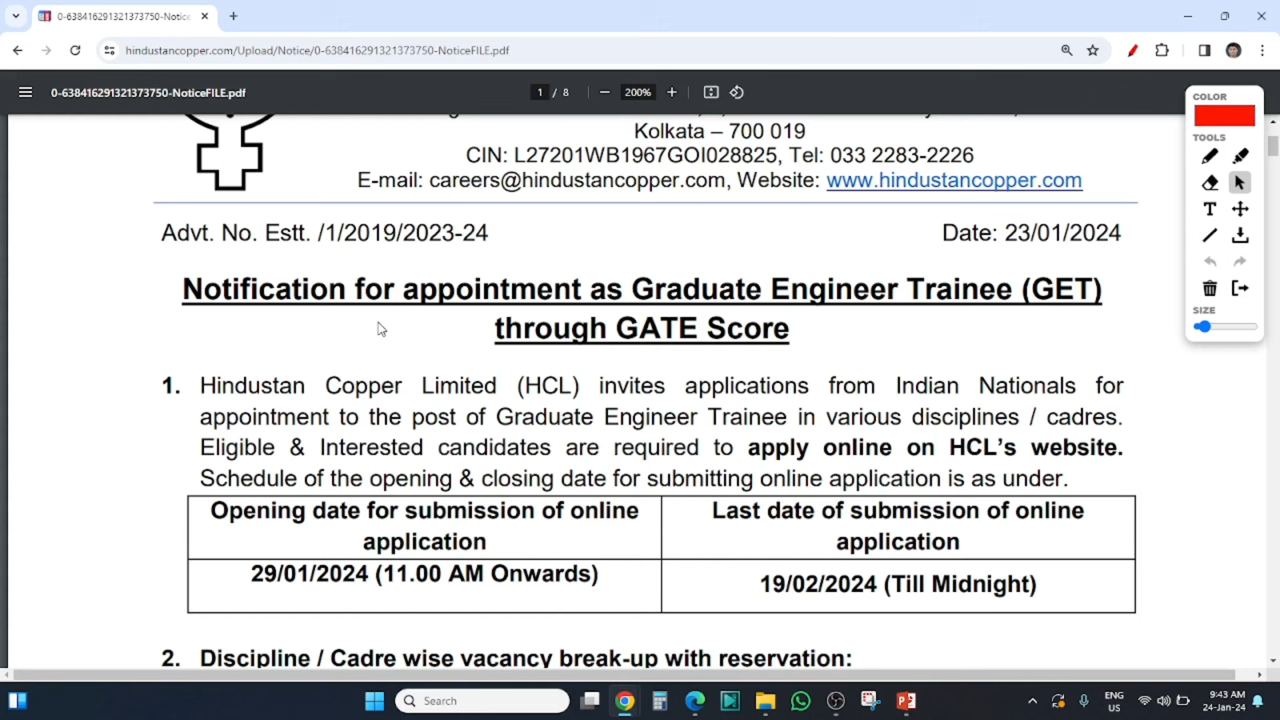 0-638416291321373750-Notice
hindustancopper.com/Upload/Notice/0-638416291321373750-NoticeFILE.pdf
0-638416291321373750-NoticeFILE.pdf
1 / 8
200%
COLOR
TOOLS
SIZE
Kolkata – 700 019
CIN: L27201WB1967GOI028825, Tel: 033 2283-2226
E-mail: careers@hindustancopper.com, Website: www.hindustancopper.com
Advt. No. Estt. /1/2019/2023-24 Date: 23/01/2024
Notification for appointment as Graduate Engineer Trainee (GET)
through GATE Score
1. Hindustan Copper Limited (HCL) invites applications from Indian Nationals for
appointment to the post of Graduate Engineer Trainee in various disciplines / cadres.
Eligible & Interested candidates are required to apply online on HCL's website.
Schedule of the opening & closing date for submitting online application is as under.
Opening date for submission of online
application
Last date of submission of online
application
29/01/2024 (11.00 AM Onwards)
19/02/2024 (Till Midnight)
2. Discipline / Cadre wise vacancy break-up with reservation:
Search
ENG
US
9:43 AM
24-Jan-24